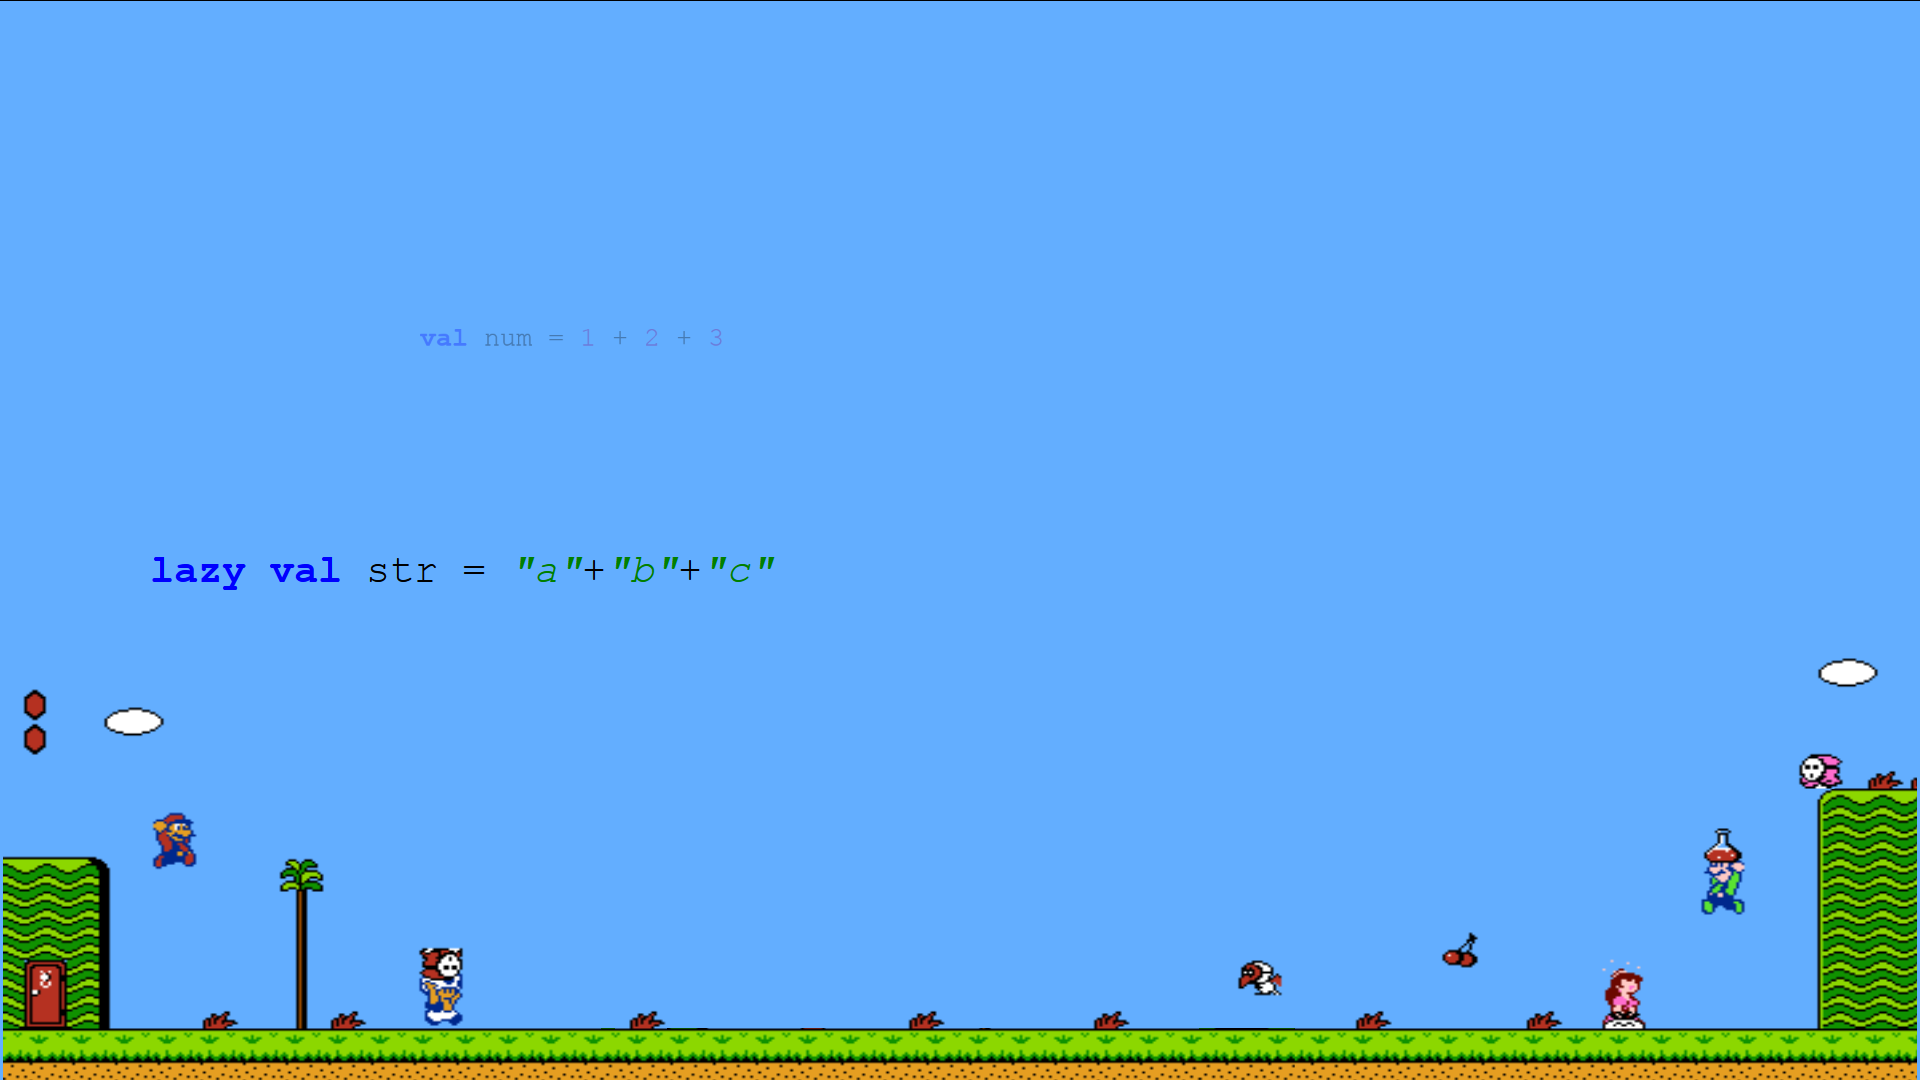 val num = 1 + 2 + 3
lazy val str = "a"+"b"+"c"